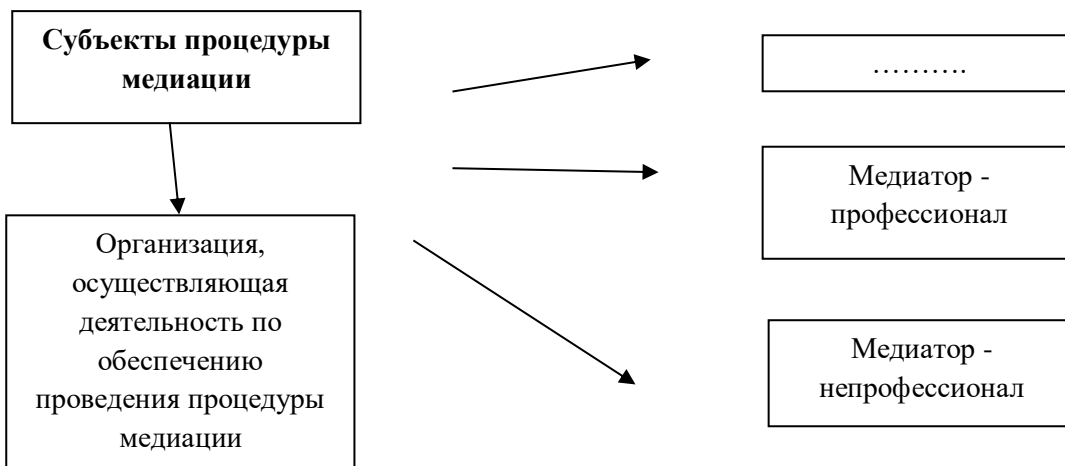 Субъекты процедуры
медиации
……….
Медиатор -
профессионал
Организация,
осуществляющая
деятельность по
обеспечению
проведения процедуры
медиации
Медиатор -
непрофессионал